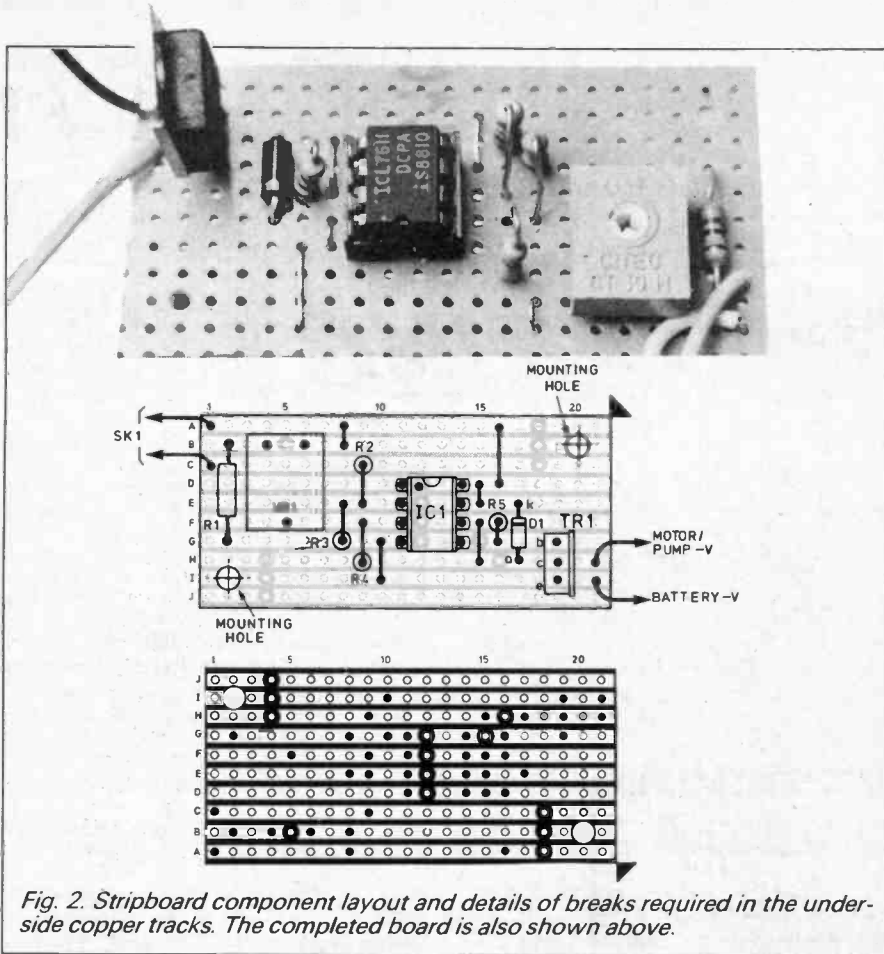 ICL7611
DCPA
iS8810
MOUNTING
HOLE
1 5 10 15 20
SK1
A
B
C
D
E
F
G
H
I
J
R1
R2
R3
R4
IC1
R5
k
D1
a
TR1
b
c
e
MOTOR/
PUMP -V
BATTERY -V
MOUNTING
HOLE
1 5 10 15 20
J
I
H
G
F
E
D
C
B
A
Fig. 2. Stripboard component layout and details of breaks required in the under-
side copper tracks. The completed board is also shown above.